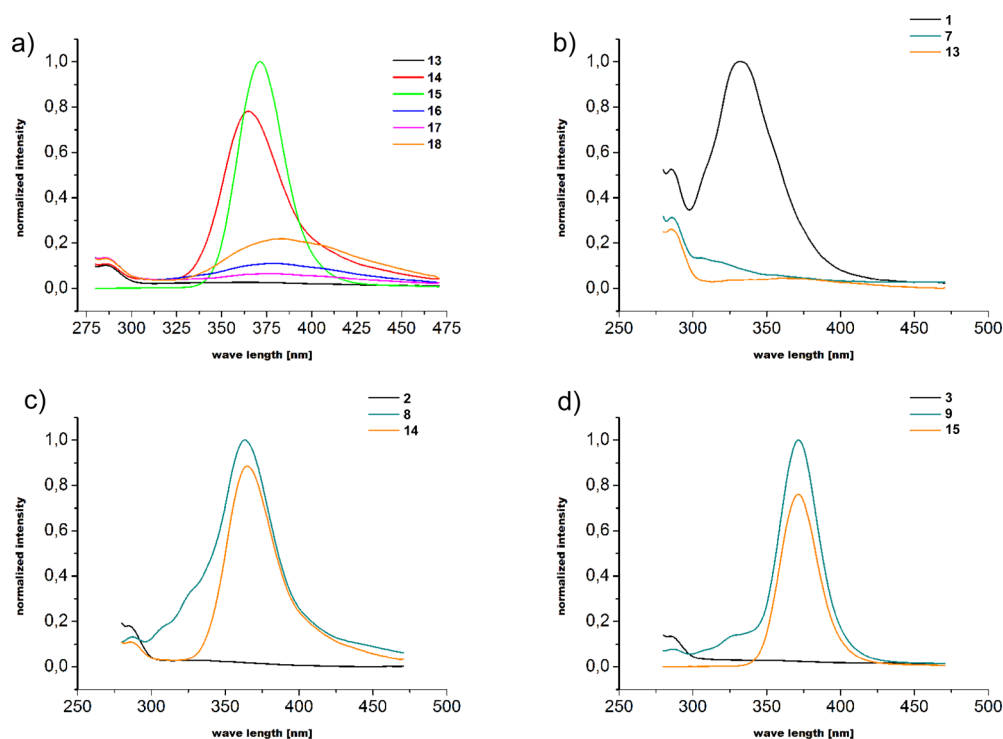 a)
13
14
15
16
17
18
1,0
0,8
0,6
0,4
0,2
0,0
normalized intensity
275 300 325 350 375 400 425 450 475
wave length [nm]
b)
1
7
13
1,0
0,8
0,6
0,4
0,2
0,0
normalized intensity
250 300 350 400 450 500
wave length [nm]
c)
2
8
14
1,0
0,8
0,6
0,4
0,2
0,0
normalized intensity
250 300 350 400 450 500
wave length [nm]
d)
3
9
15
1,0
0,8
0,6
0,4
0,2
0,0
normalized intensity
250 300 350 400 450 500
wave length [nm]